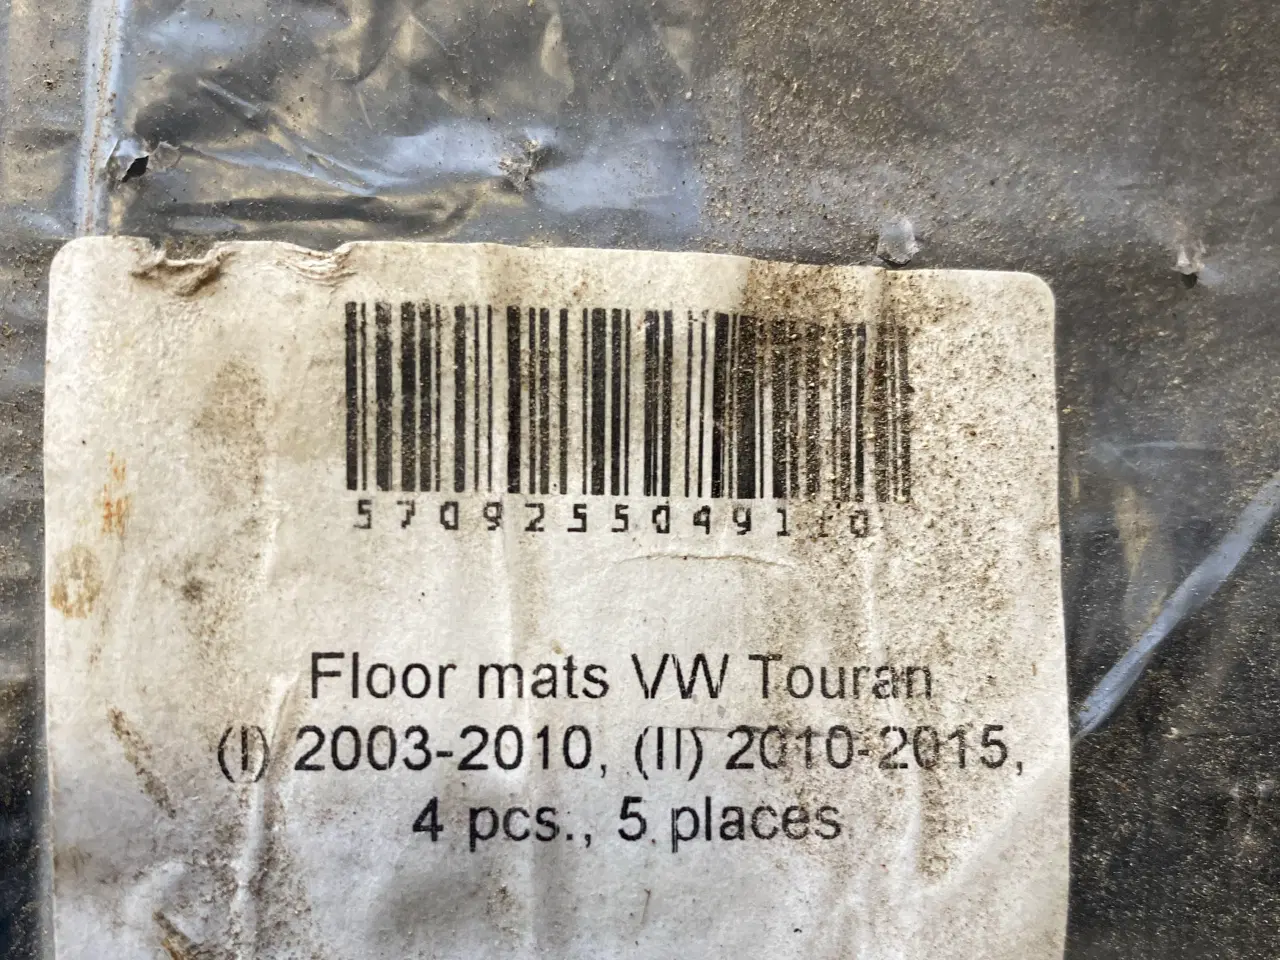 5709255049110
Floor mats VW Touran
(I) 2003-2010, (II) 2010-2015,
4 pcs., 5 places